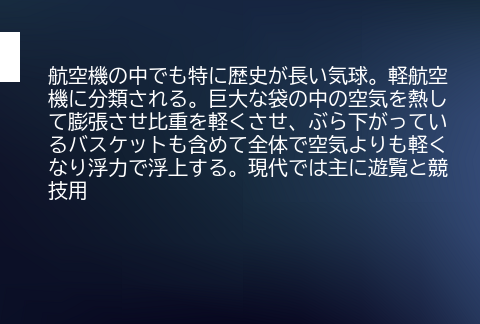 航空機の中でも特に歴史が長い気球。軽航空
機に分類される。巨大な袋の中の空気を熱し
て膨張させ比重を軽くさせ、ぶら下がってい
るバスケットも含めて全体で空気よりも軽く
なり浮力で浮上する。現代では主に遊覧と競
技用